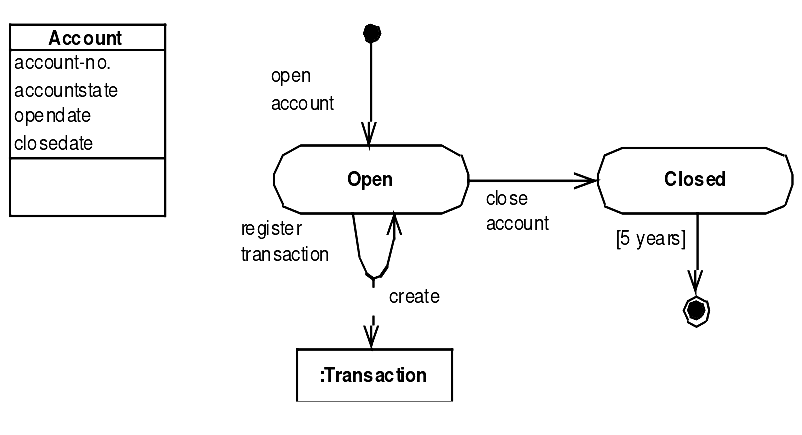 Account
account-no.
accountstate
opendate
closedate
open
account
Open
Closed
close
account
register
transaction
[5 years]
create
:Transaction